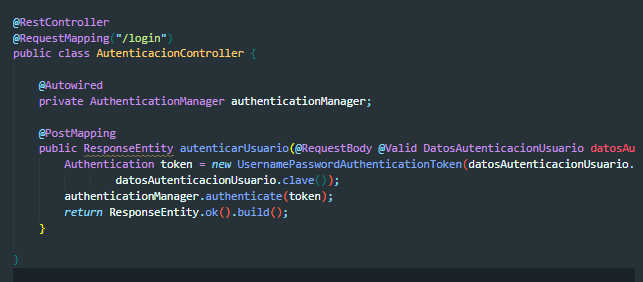 @RestController
@RequestMapping("/login")
public class AutenticacionController {
@Autowired
private AuthenticationManager authenticationManager;
@PostMapping
public ResponseEntity autenticarUsuario(@RequestBody @Valid DatosAutenticacionUsuario datosAu
Authentication token = new UsernamePasswordAuthenticationToken(datosAutenticacionUsuario.
datosAutenticacionUsuario.clave());
authenticationManager.authenticate(token);
return ResponseEntity.ok().build();
}
}